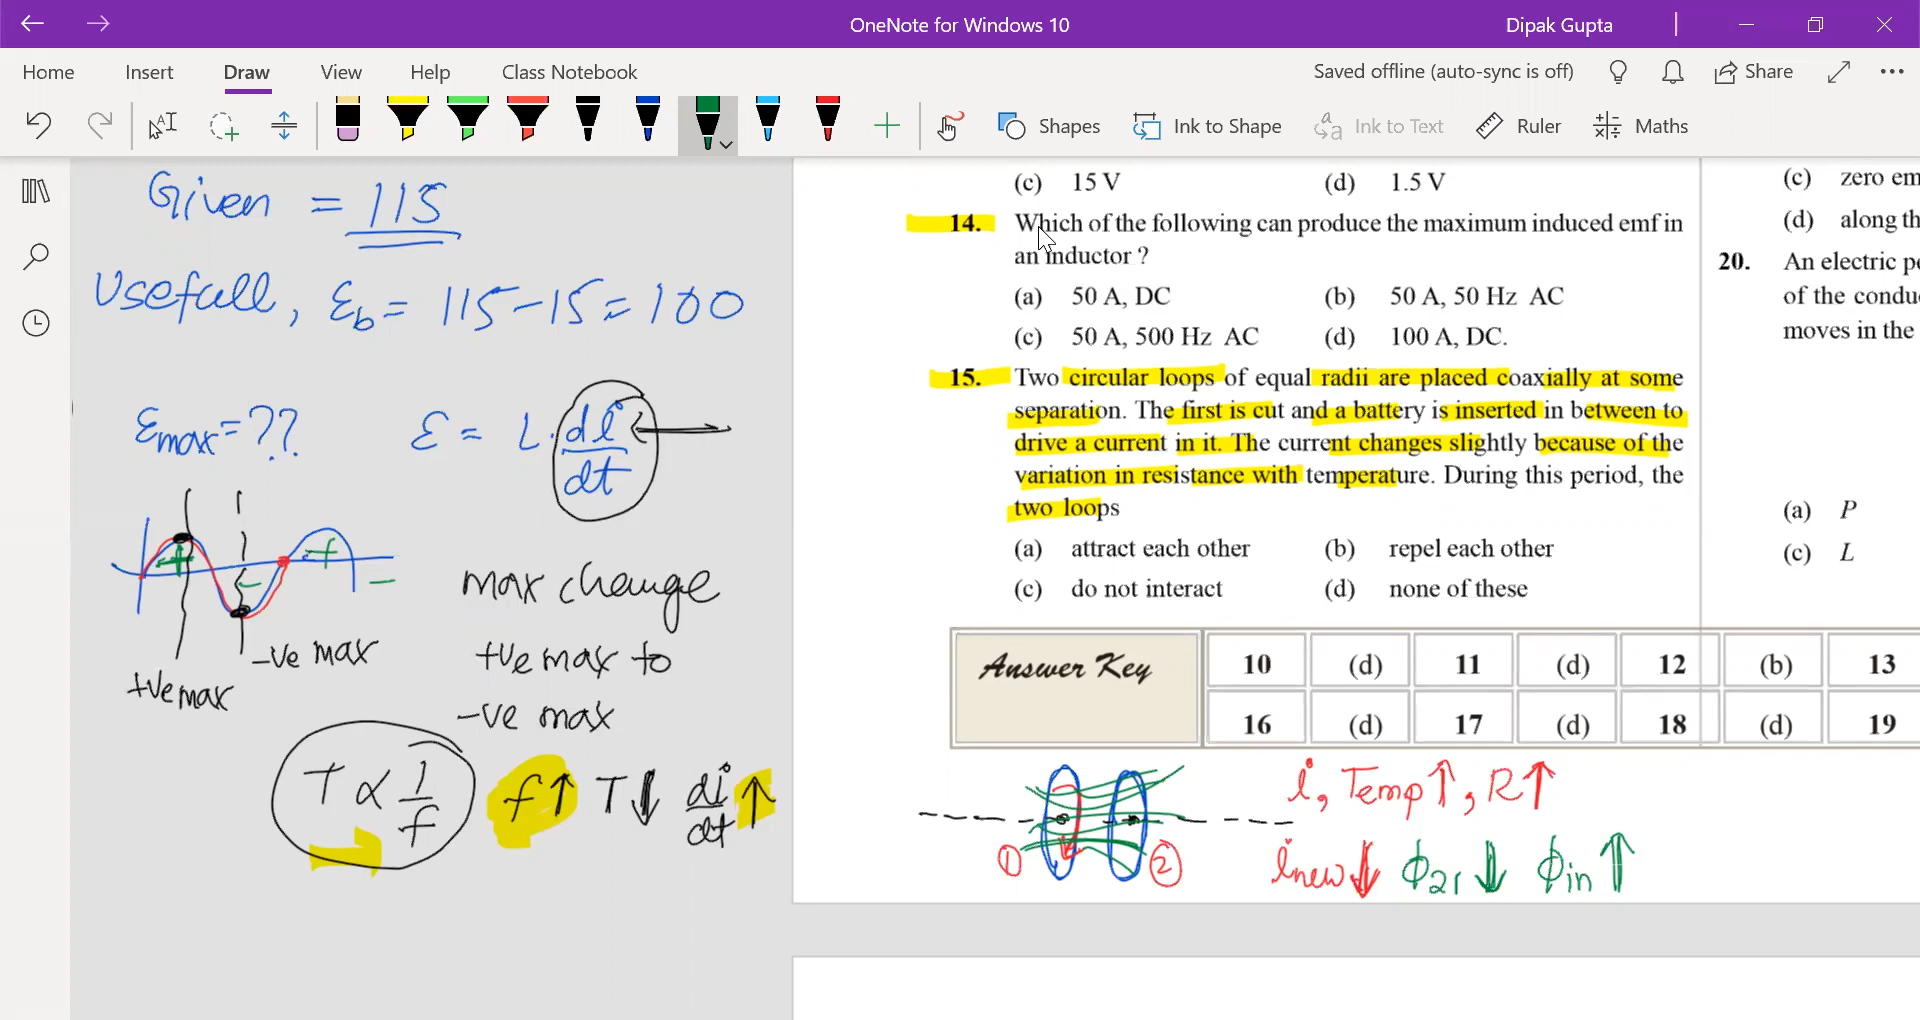 OneNote for Windows 10
Dipak Gupta
Home Insert Draw View Help Class Notebook
Saved offline (auto-sync is off) Share
Shapes Ink to Shape Ink to Text Ruler Maths
Given = 115
Usefull, εb = 115 - 15 = 100
εmax = ??
ε = L · di/dt
+ - + -
-ve max
+ve max
max change
+ve max to
-ve max
T ∝ 1/f
f↑ T↓ di/dt ↑
(c) 15 V (d) 1.5 V
14. Which of the following can produce the maximum induced emf in
an inductor ?
(a) 50 A, DC (b) 50 A, 50 Hz AC
(c) 50 A, 500 Hz AC (d) 100 A, DC.
15. Two circular loops of equal radii are placed coaxially at some
separation. The first is cut and a battery is inserted in between to
drive a current in it. The current changes slightly because of the
variation in resistance with temperature. During this period, the
two loops
(a) attract each other (b) repel each other
(c) do not interact (d) none of these
Answer Key 10 (d) 11 (d) 12 (b) 13
16 (d) 17 (d) 18 (d) 19
① ②
i, Temp↑, R↑
inew↓ ϕ21↓ ϕin↑
(c) zero em
(d) along th
20. An electric p
of the condu
moves in the
(a) P
(c) L